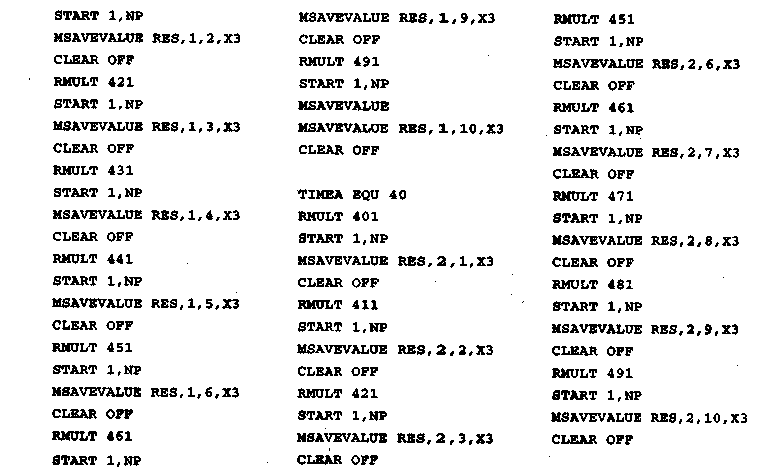 START 1,NP
MSAVEVALUE RES,1,2,X3
CLEAR OFF
RMULT 421
START 1,NP
MSAVEVALUE RES,1,3,X3
CLEAR OFF
RMULT 431
START 1,NP
MSAVEVALUE RES,1,4,X3
CLEAR OFF
RMULT 441
START 1,NP
MSAVEVALUE RES,1,5,X3
CLEAR OFF
RMULT 451
START 1,NP
MSAVEVALUE RES,1,6,X3
CLEAR OFF
RMULT 461
START 1,NP
MSAVEVALUE RES,1,9,X3
CLEAR OFF
RMULT 491
START 1,NP
MSAVEVALUE
MSAVEVALUE RES,1,10,X3
CLEAR OFF
TIMEA EQU 40
RMULT 401
START 1,NP
MSAVEVALUE RES,2,1,X3
CLEAR OFF
RMULT 411
START 1,NP
MSAVEVALUE RES,2,2,X3
CLEAR OFF
RMULT 421
START 1,NP
MSAVEVALUE RES,2,3,X3
CLEAR OFF
RMULT 451
START 1,NP
MSAVEVALUE RES,2,6,X3
CLEAR OFF
RMULT 461
START 1,NP
MSAVEVALUE RES,2,7,X3
CLEAR OFF
RMULT 471
START 1,NP
MSAVEVALUE RES,2,8,X3
CLEAR OFF
RMULT 481
START 1,NP
MSAVEVALUE RES,2,9,X3
CLEAR OFF
RMULT 491
START 1,NP
MSAVEVALUE RES,2,10,X3
CLEAR OFF